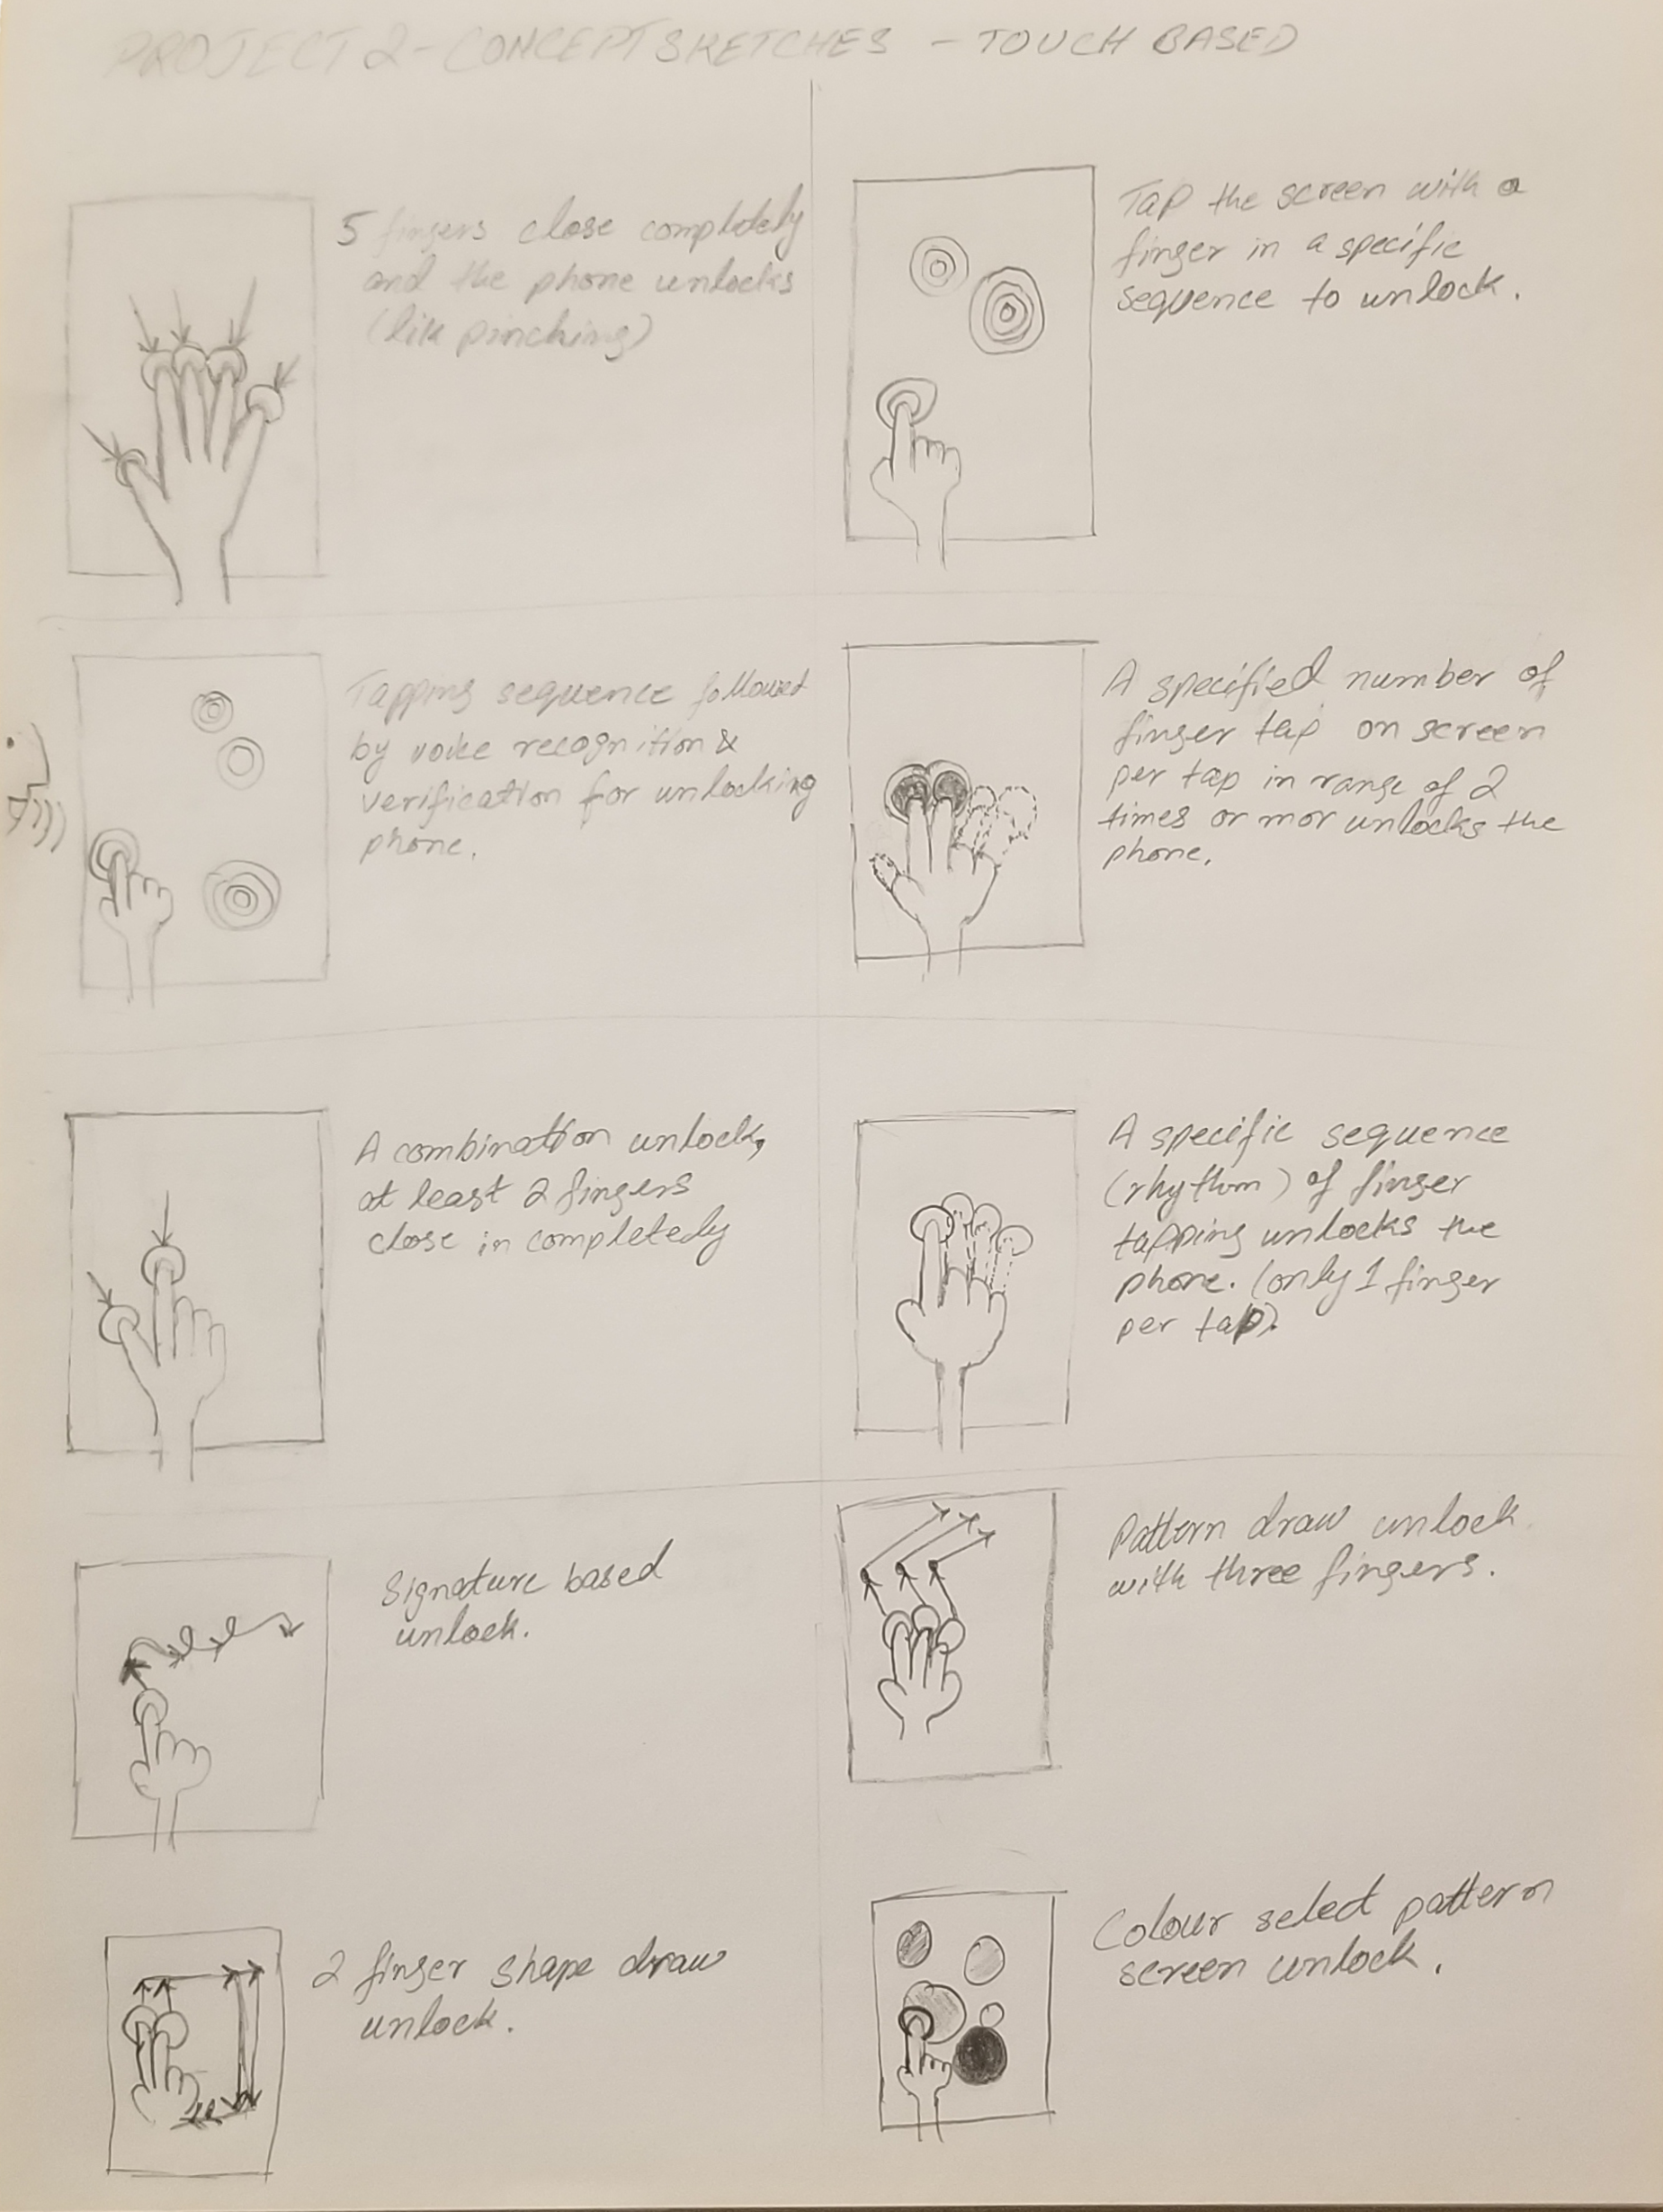 PROJECT 2 - CONCEPT SKETCHES - TOUCH BASED
5 fingers close completely
and the phone unlocks
(lik pinching)
Tap the screen with a
finger in a specific
sequence to unlock.
Tapping sequence followed
by voice recognition &
verification for unlocking
phone.
A specified number of
finger tap on screen
per tap in range of 2
times or mor unlocks the
phone.
A combination unlock,
at least 2 fingers
close in completely
A specific sequence
(rhythm) of finger
tapping unlocks the
phone. (only 1 finger
per tap).
Signature based
unlock.
Pattern draw unlock
with three fingers.
2 finger shape draw
unlock.
Colour select pattern
screen unlock.